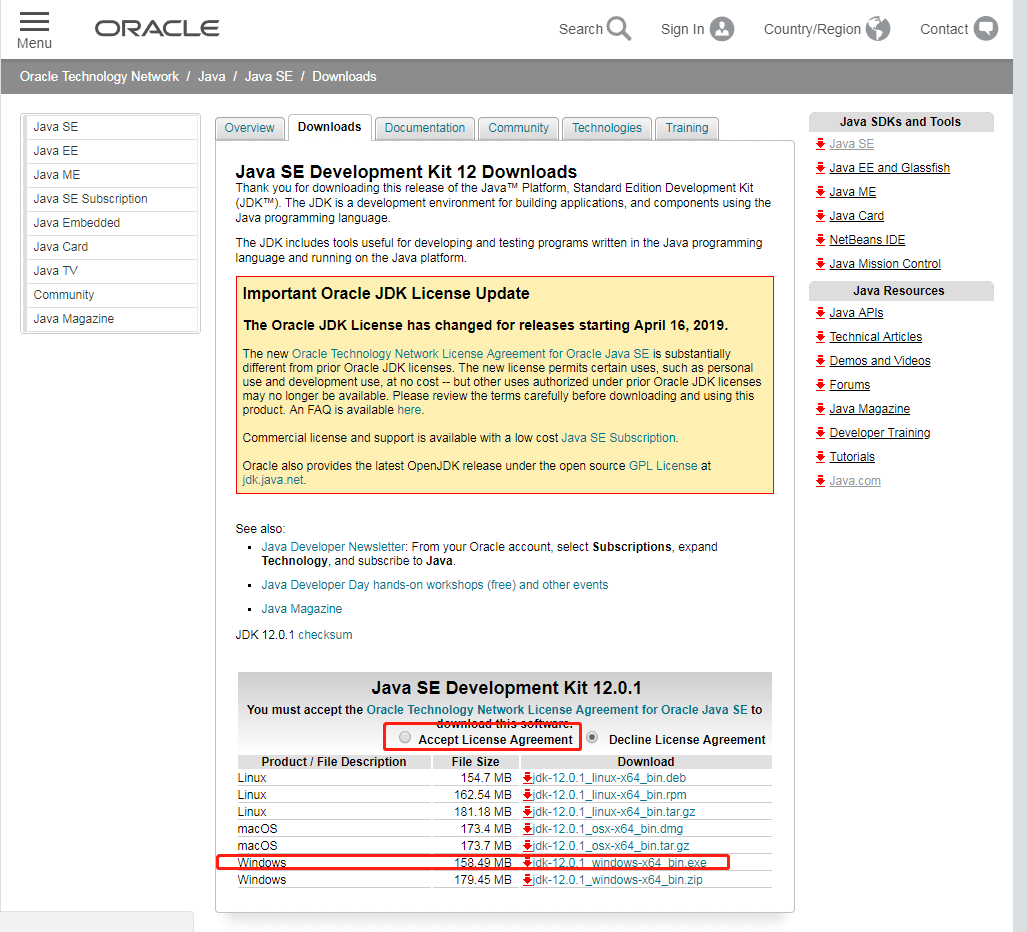 Menu
ORACLE
Search
Sign In
Country/Region
Contact
Oracle Technology Network / Java / Java SE / Downloads
Java SE
Java EE
Java ME
Java SE Subscription
Java Embedded
Java Card
Java TV
Community
Java Magazine
Overview
Downloads
Documentation
Community
Technologies
Training
Java SE Development Kit 12 Downloads
Thank you for downloading this release of the Java™ Platform, Standard Edition Development Kit
(JDK™). The JDK is a development environment for building applications, and components using the
Java programming language.
The JDK includes tools useful for developing and testing programs written in the Java programming
language and running on the Java platform.
Important Oracle JDK License Update
The Oracle JDK License has changed for releases starting April 16, 2019.
The new Oracle Technology Network License Agreement for Oracle Java SE is substantially
different from prior Oracle JDK licenses. The new license permits certain uses, such as personal
use and development use, at no cost -- but other uses authorized under prior Oracle JDK licenses
may no longer be available. Please review the terms carefully before downloading and using this
product. An FAQ is available here.
Commercial license and support is available with a low cost Java SE Subscription.
Oracle also provides the latest OpenJDK release under the open source GPL License at
jdk.java.net.
See also:
Java Developer Newsletter: From your Oracle account, select Subscriptions, expand
Technology, and subscribe to Java.
Java Developer Day hands-on workshops (free) and other events
Java Magazine
JDK 12.0.1 checksum
Java SE Development Kit 12.0.1
You must accept the Oracle Technology Network License Agreement for Oracle Java SE to
download this software.
Accept License Agreement
Decline License Agreement
Product / File Description File Size Download
Linux 154.7 MB jdk-12.0.1_linux-x64_bin.deb
Linux 162.54 MB jdk-12.0.1_linux-x64_bin.rpm
Linux 181.18 MB jdk-12.0.1_linux-x64_bin.tar.gz
macOS 173.4 MB jdk-12.0.1_osx-x64_bin.dmg
macOS 173.7 MB jdk-12.0.1_osx-x64_bin.tar.gz
Windows 158.49 MB jdk-12.0.1_windows-x64_bin.exe
Windows 179.45 MB jdk-12.0.1_windows-x64_bin.zip
Java SDKs and Tools
Java SE
Java EE and Glassfish
Java ME
Java Card
NetBeans IDE
Java Mission Control
Java Resources
Java APIs
Technical Articles
Demos and Videos
Forums
Java Magazine
Developer Training
Tutorials
Java.com